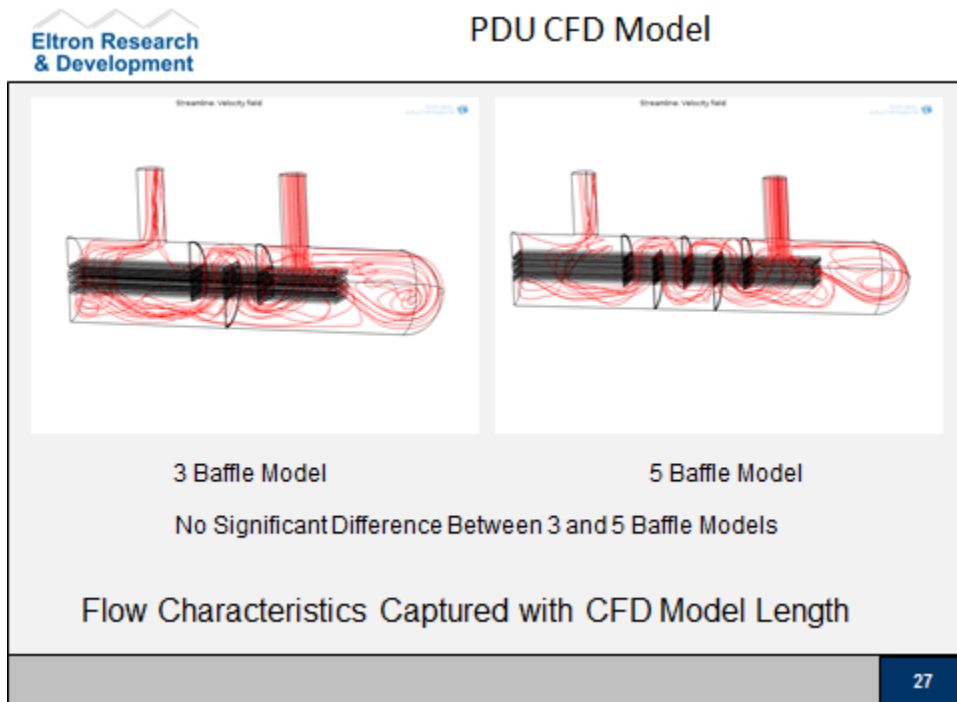 Eltron Research
& Development
PDU CFD Model
Streamline: Velocity field
Streamline: Velocity field
3 Baffle Model
5 Baffle Model
No Significant Difference Between 3 and 5 Baffle Models
Flow Characteristics Captured with CFD Model Length
27